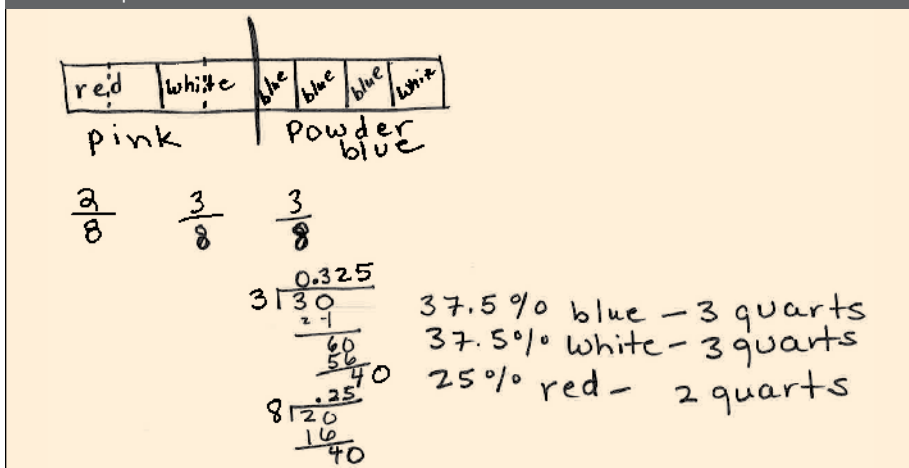 red white blue blue blue white
pink powder
blue
2/8 3/8 3/8
0.325
3 30
21
60
56
40
.25
8 20
16
40
37.5% blue - 3 quarts
37.5% white - 3 quarts
25% red - 2 quarts